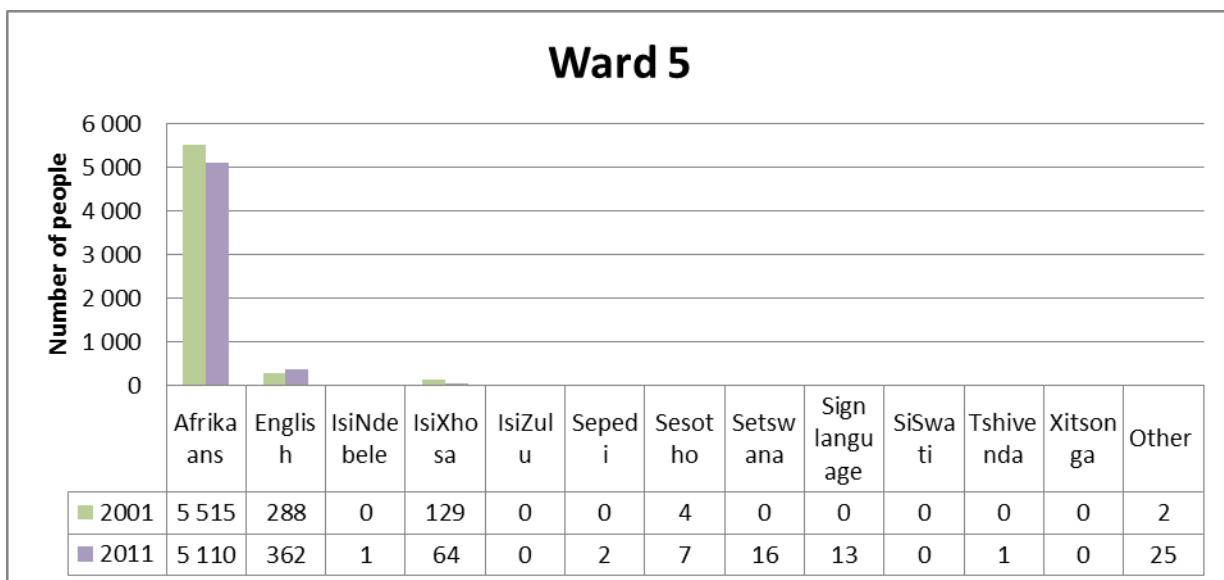 Ward 5
Number of people
6 000
5 000
4 000
3 000
2 000
1 000
0
Afrika
ans
Englis
h
IsiNde
bele
IsiXho
sa
IsiZul
u
Seped
i
Sesot
ho
Setsw
ana
Sign
langu
age
SiSwa
ti
Tshive
nda
Xitson
ga
Other
2001 5 515 288 0 129 0 0 4 0 0 0 0 0 2
2011 5 110 362 1 64 0 2 7 16 13 0 1 0 25